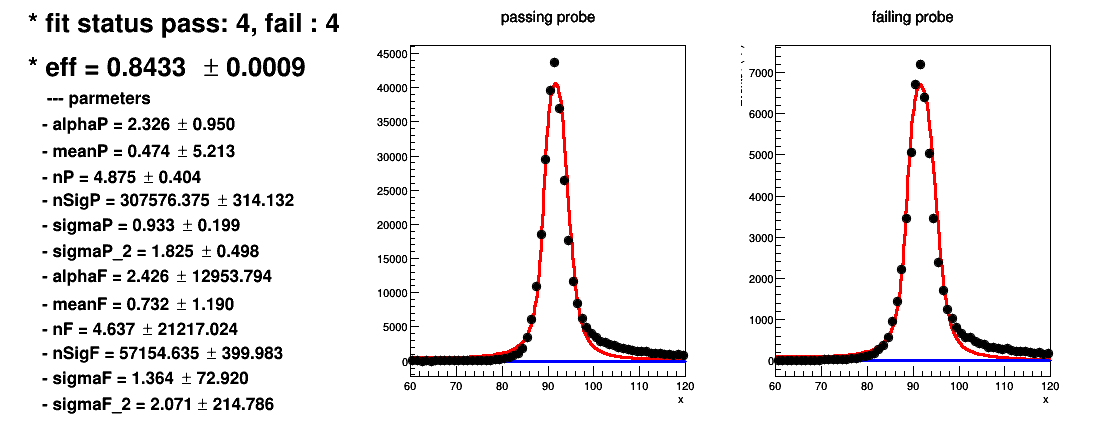 * fit status pass: 4, fail : 4
* eff = 0.8433 ± 0.0009
--- parmeters
- alphaP = 2.326 ± 0.950
- meanP = 0.474 ± 5.213
- nP = 4.875 ± 0.404
- nSigP = 307576.375 ± 314.132
- sigmaP = 0.933 ± 0.199
- sigmaP_2 = 1.825 ± 0.498
- alphaF = 2.426 ± 12953.794
- meanF = 0.732 ± 1.190
- nF = 4.637 ± 21217.024
- nSigF = 57154.635 ± 399.983
- sigmaF = 1.364 ± 72.920
- sigmaF_2 = 2.071 ± 214.786
passing probe
45000
40000
35000
30000
25000
20000
15000
10000
5000
0
60 70 80 90 100 110 120
x
failing probe
7000
6000
5000
4000
3000
2000
1000
0
60 70 80 90 100 110 120
x